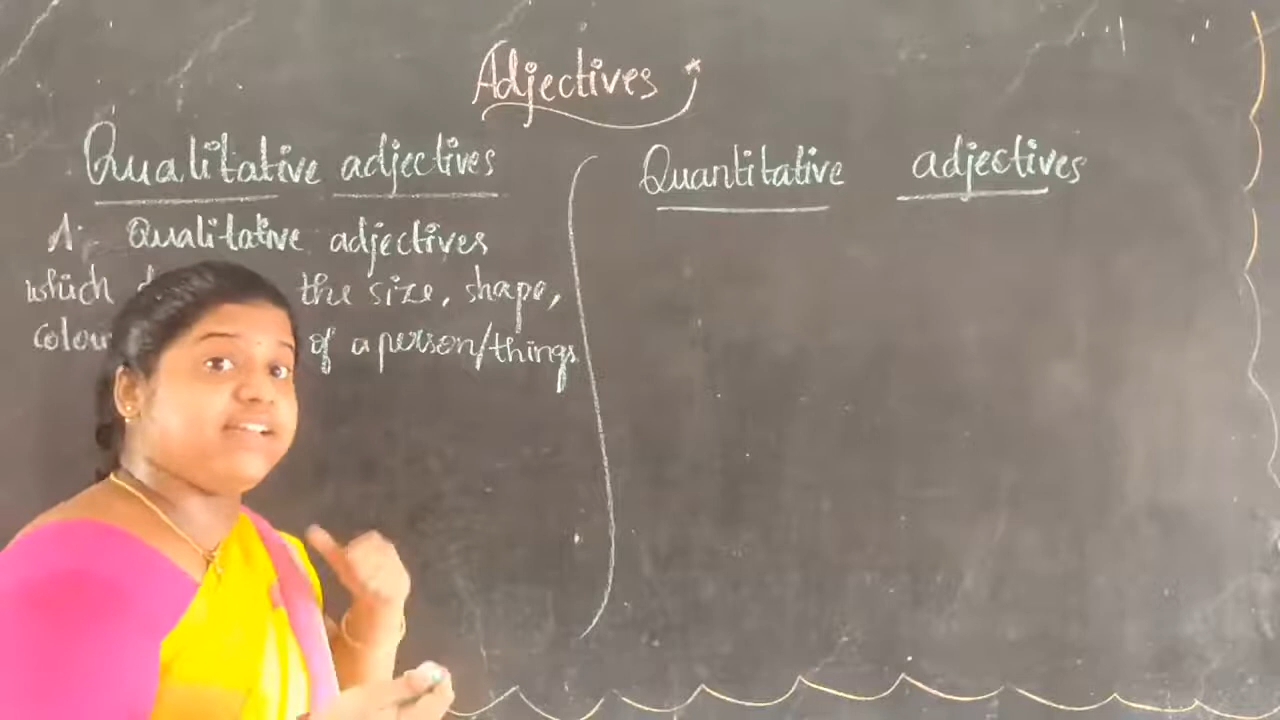 Adjectives
Qualitative adjectives
Quantitative adjectives
A. Qualitative adjectives
which the size, shape,
of a person/things